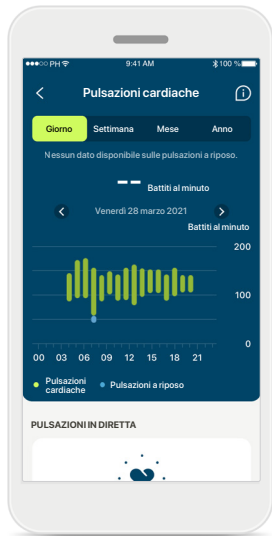 PH 9:41 AM 100 %
Pulsazioni cardiache
Giorno Settimana Mese Anno
Nessun dato disponibile sulle pulsazioni a riposo.
-- Battiti al minuto
Venerdì 28 marzo 2021
Battiti al minuto
200
100
0
00 03 06 09 12 15 18 21
Pulsazioni cardiache
Pulsazioni a riposo
PULSAZIONI IN DIRETTA